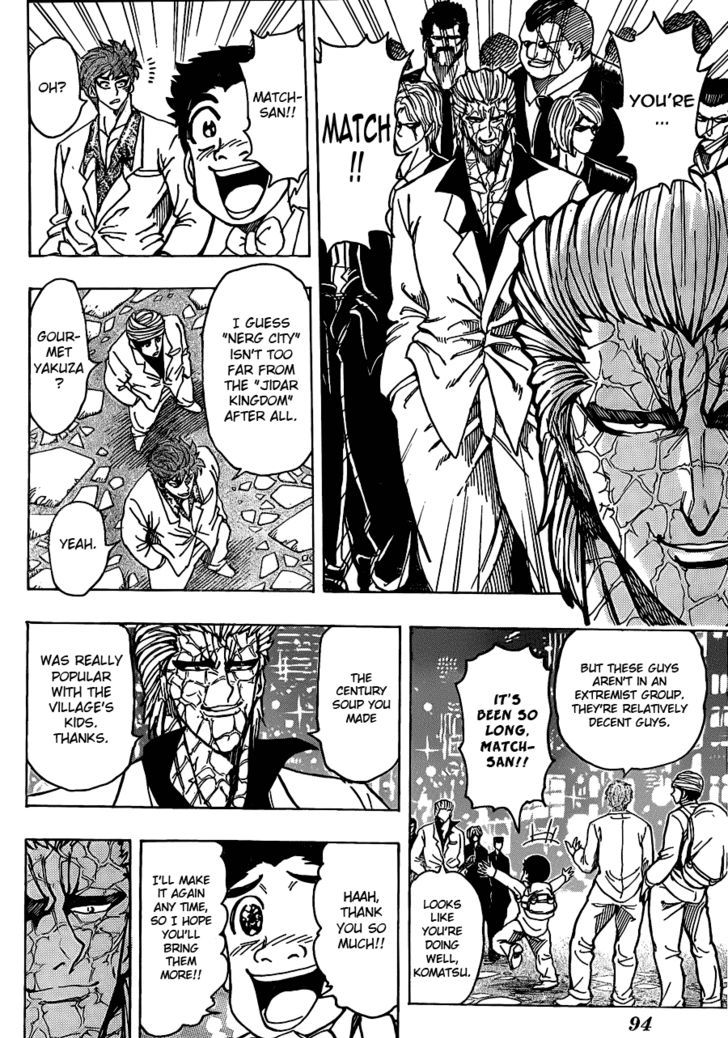 YOU'RE
...
MATCH
!!
MATCH-
SAN!!
OH?
I GUESS
"NERG CITY"
ISN'T TOO
FAR FROM
THE "JIDAR
KINGDOM"
AFTER ALL.
GOUR-
MET
YAKUZA
?
YEAH.
BUT THESE GUYS
AREN'T IN AN
EXTREMIST GROUP.
THEY'RE RELATIVELY
DECENT GUYS.
IT'S
BEEN SO
LONG,
MATCH-
SAN!!
LOOKS
LIKE
YOU'RE
DOING
WELL,
KOMATSU.
THE
CENTURY
SOUP YOU
MADE
WAS REALLY
POPULAR
WITH THE
VILLAGE'S
KIDS.
THANKS.
HAAH,
THANK
YOU SO
MUCH!!
I'LL MAKE
IT AGAIN
ANY TIME,
SO I HOPE
YOU'LL
BRING
THEM
MORE!!
94